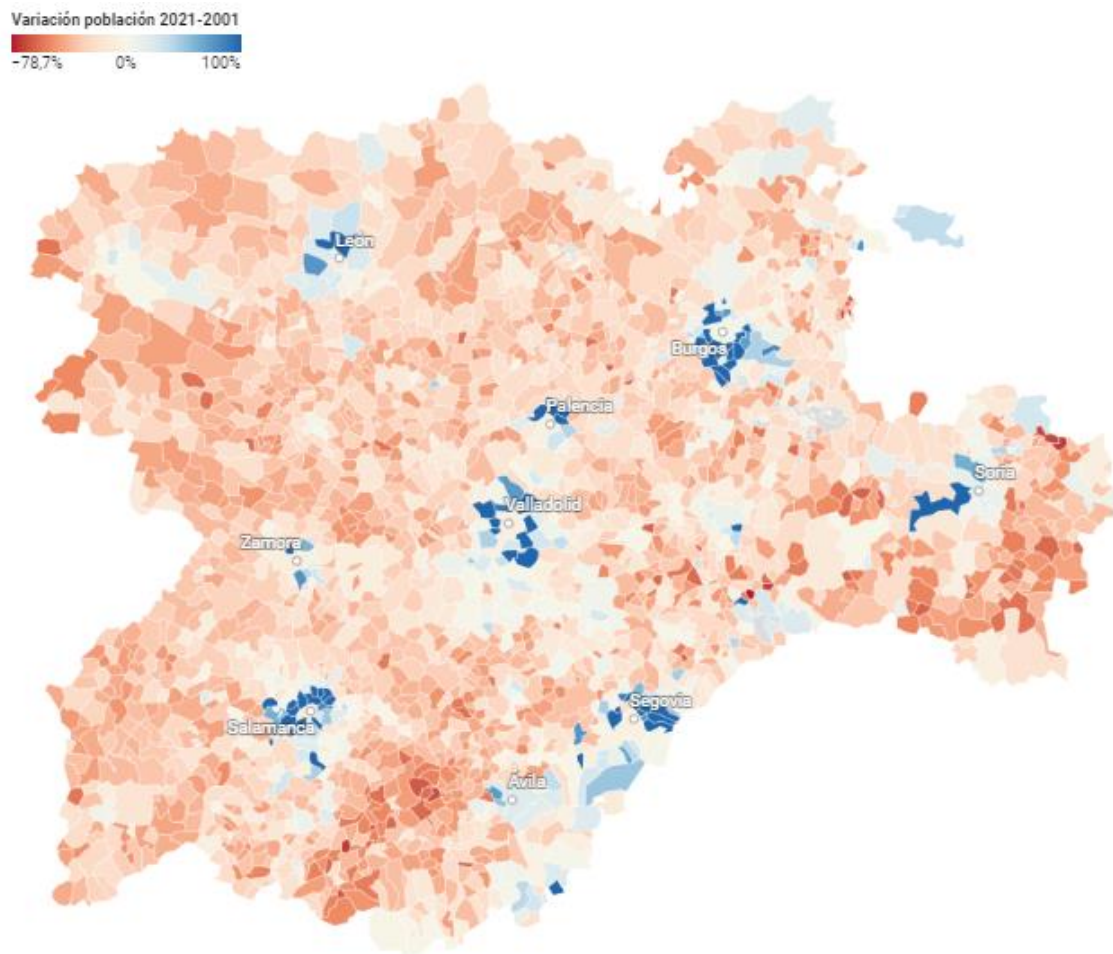 Variación población 2021-2001
−78,7% 0% 100%
León
Burgos
Palencia
Soria
Valladolid
Zamora
Segovia
Salamanca
Ávila